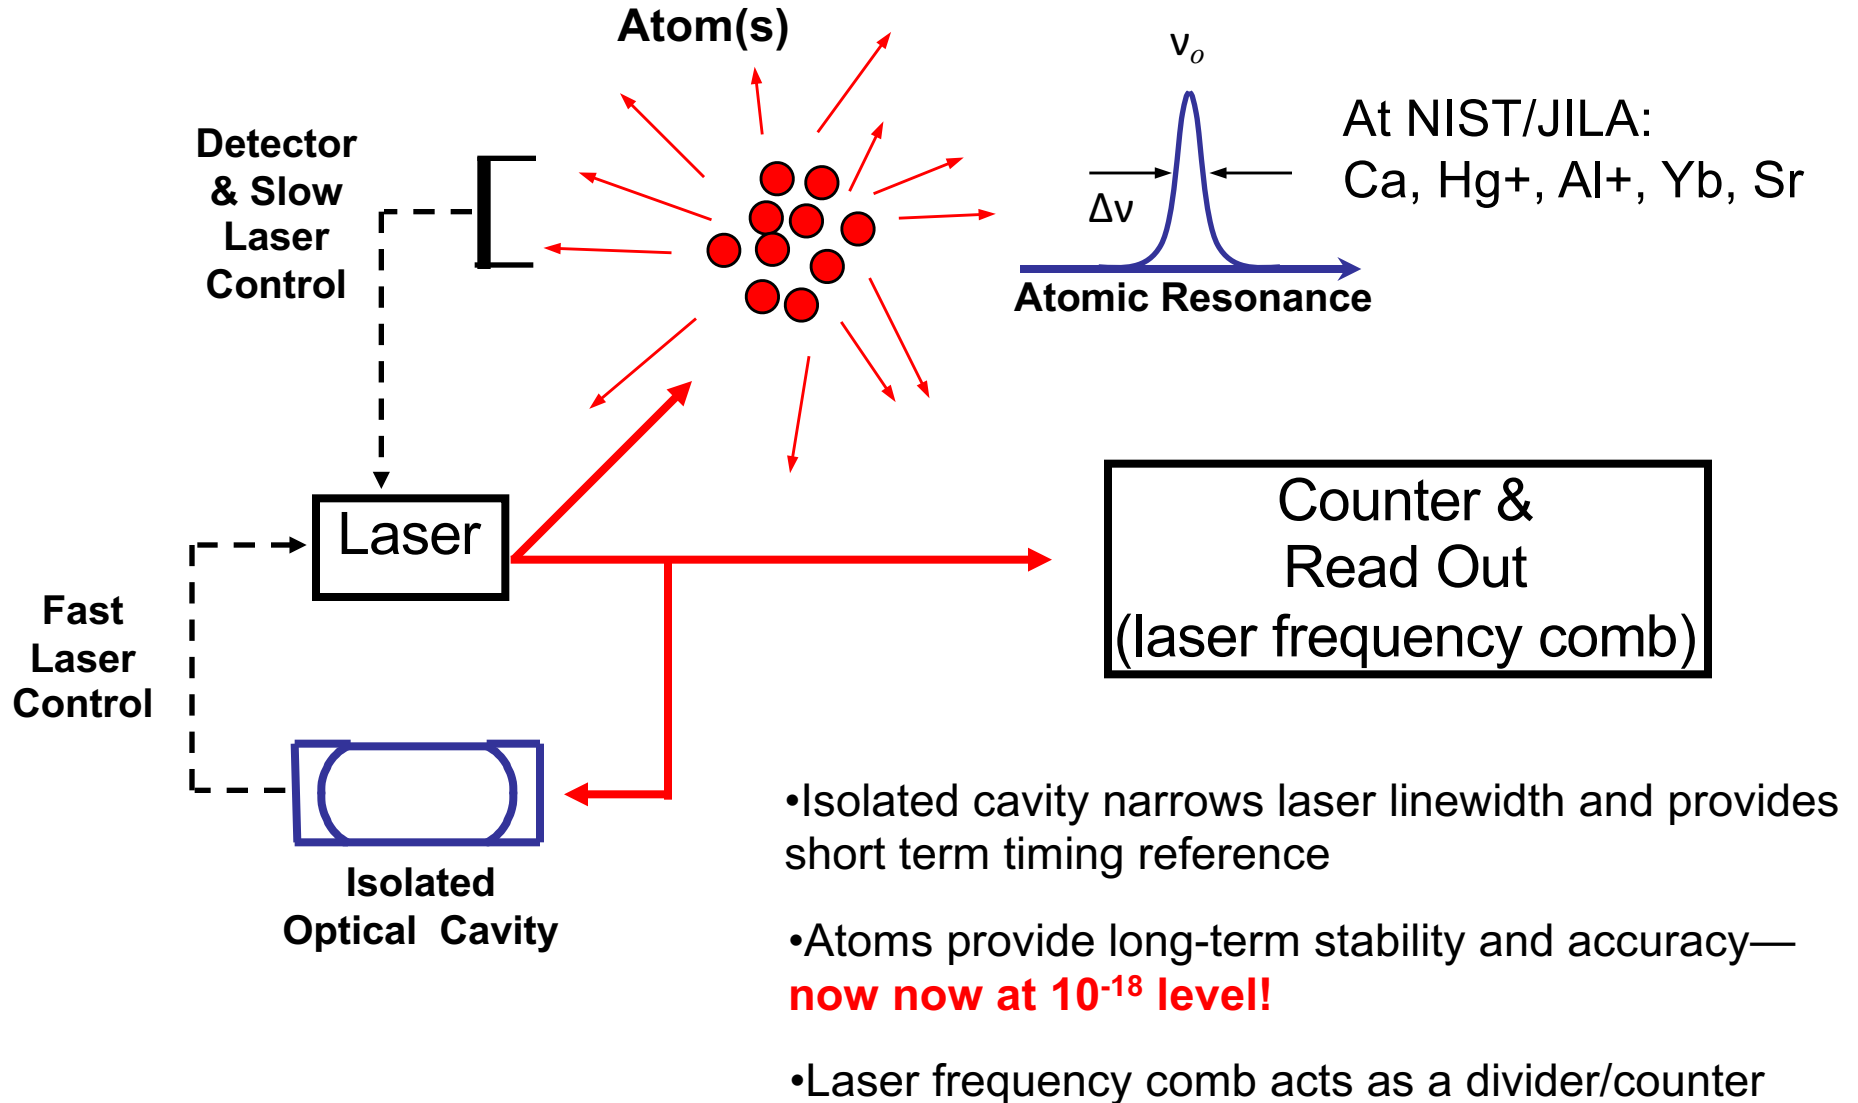 Atom(s)
Detector
& Slow
Laser
Control
ν₀
Δν
Atomic Resonance
At NIST/JILA:
Ca, Hg+, Al+, Yb, Sr
Laser
Counter &
Read Out
(laser frequency comb)
Fast
Laser
Control
Isolated
Optical Cavity
•Isolated cavity narrows laser linewidth and provides
short term timing reference
•Atoms provide long-term stability and accuracy—
now now at 10⁻¹⁸ level!
•Laser frequency comb acts as a divider/counter